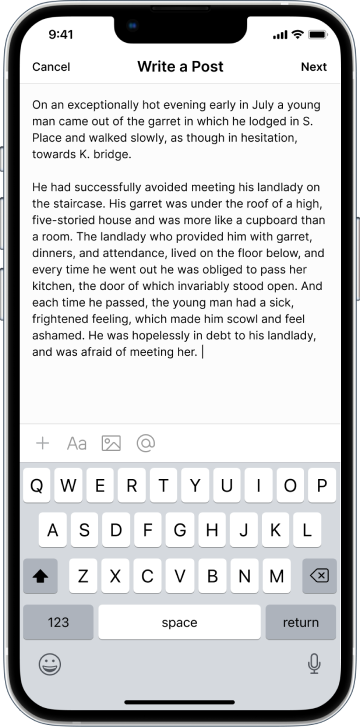 9:41
Cancel Write a Post Next
On an exceptionally hot evening early in July a young
man came out of the garret in which he lodged in S.
Place and walked slowly, as though in hesitation,
towards K. bridge.
He had successfully avoided meeting his landlady on
the staircase. His garret was under the roof of a high,
five-storied house and was more like a cupboard than
a room. The landlady who provided him with garret,
dinners, and attendance, lived on the floor below, and
every time he went out he was obliged to pass her
kitchen, the door of which invariably stood open. And
each time he passed, the young man had a sick,
frightened feeling, which made him scowl and feel
ashamed. He was hopelessly in debt to his landlady,
and was afraid of meeting her.
+ Aa @
Q W E R T Y U I O P
A S D F G H J K L
Z X C V B N M
123 space return